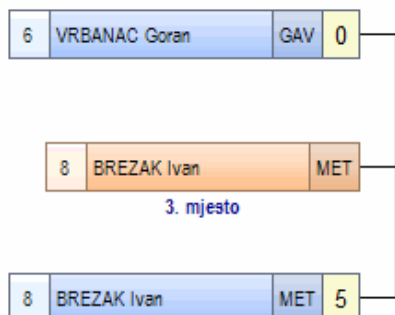 6 VRBANAC Goran GAV 0
8 BREZAK Ivan MET
3. mjesto
8 BREZAK Ivan MET 5